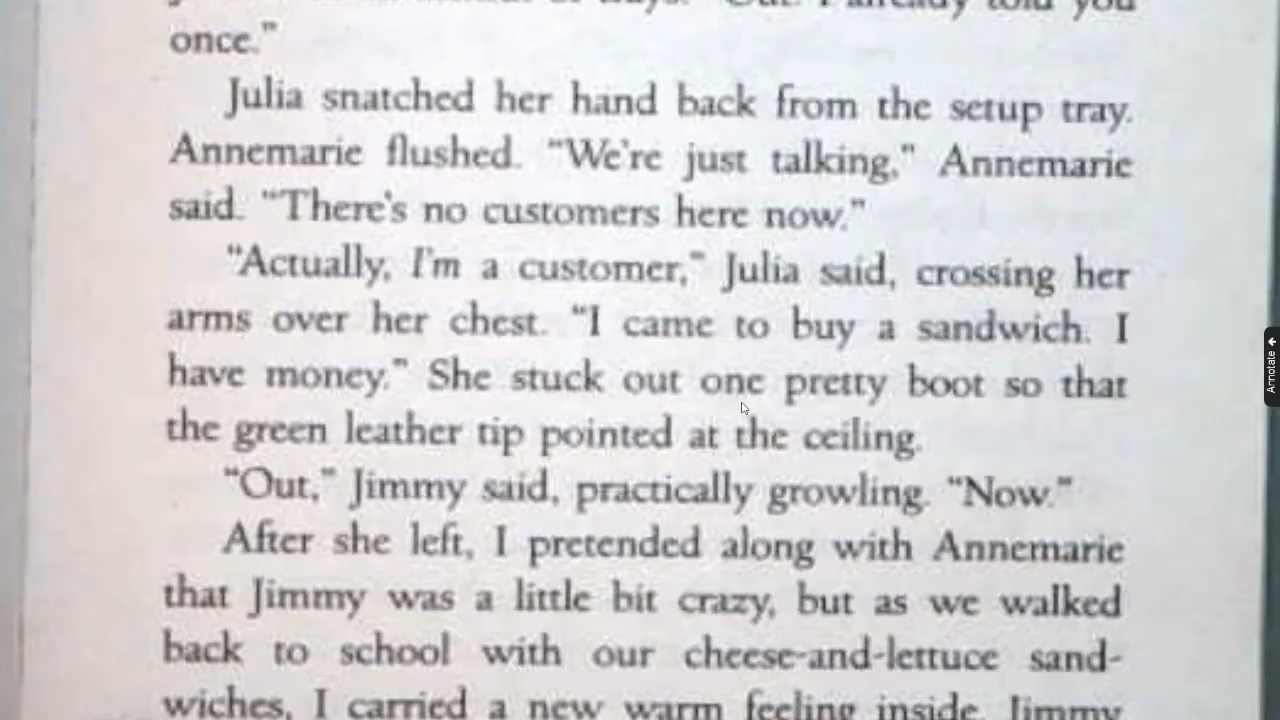 once."
Julia snatched her hand back from the setup tray.
Annemarie flushed. "We're just talking," Annemarie
said. "There's no customers here now."
"Actually, I'm a customer," Julia said, crossing her
arms over her chest. "I came to buy a sandwich. I
have money." She stuck out one pretty boot so that
the green leather tip pointed at the ceiling.
"Out," Jimmy said, practically growling. "Now."
After she left, I pretended along with Annemarie
that Jimmy was a little bit crazy, but as we walked
back to school with our cheese-and-lettuce sand-
wiches, I carried a new warm feeling inside. Jimmy
Annotate